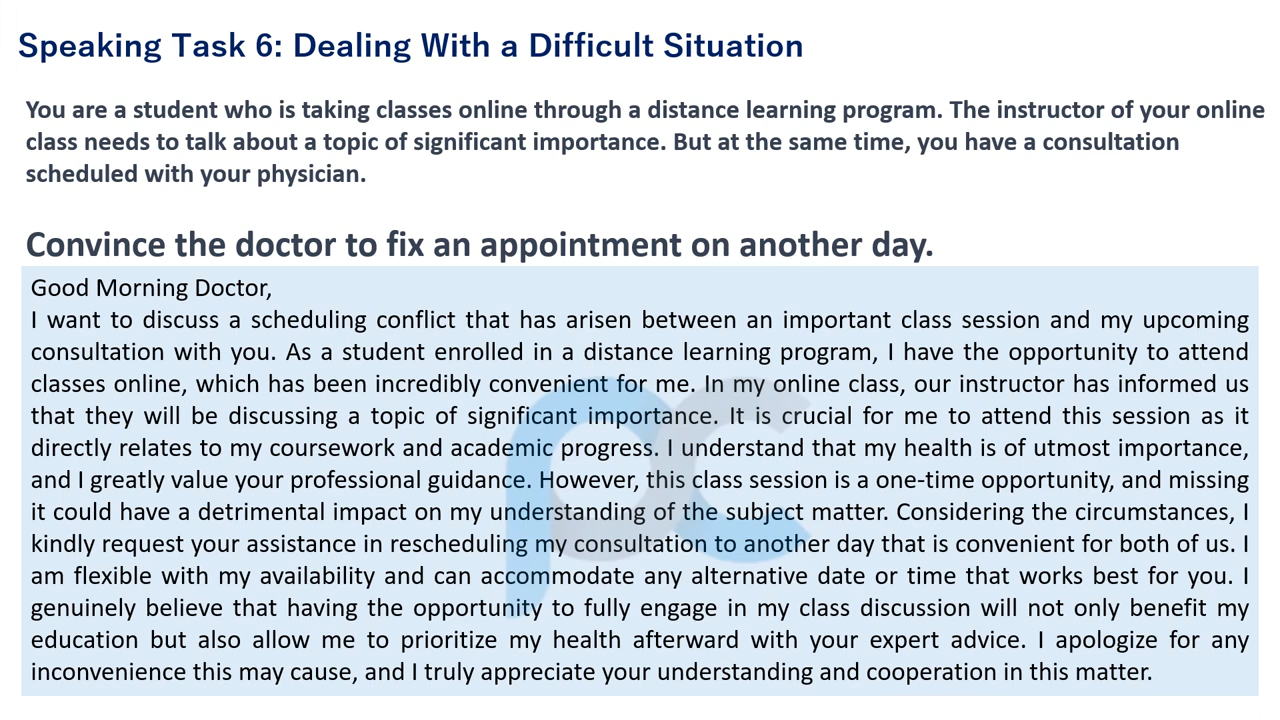 Speaking Task 6: Dealing With a Difficult Situation
You are a student who is taking classes online through a distance learning program. The instructor of your online
class needs to talk about a topic of significant importance. But at the same time, you have a consultation
scheduled with your physician.
Convince the doctor to fix an appointment on another day.
Good Morning Doctor,
I want to discuss a scheduling conflict that has arisen between an important class session and my upcoming
consultation with you. As a student enrolled in a distance learning program, I have the opportunity to attend
classes online, which has been incredibly convenient for me. In my online class, our instructor has informed us
that they will be discussing a topic of significant importance. It is crucial for me to attend this session as it
directly relates to my coursework and academic progress. I understand that my health is of utmost importance,
and I greatly value your professional guidance. However, this class session is a one-time opportunity, and missing
it could have a detrimental impact on my understanding of the subject matter. Considering the circumstances, I
kindly request your assistance in rescheduling my consultation to another day that is convenient for both of us. I
am flexible with my availability and can accommodate any alternative date or time that works best for you. I
genuinely believe that having the opportunity to fully engage in my class discussion will not only benefit my
education but also allow me to prioritize my health afterward with your expert advice. I apologize for any
inconvenience this may cause, and I truly appreciate your understanding and cooperation in this matter.